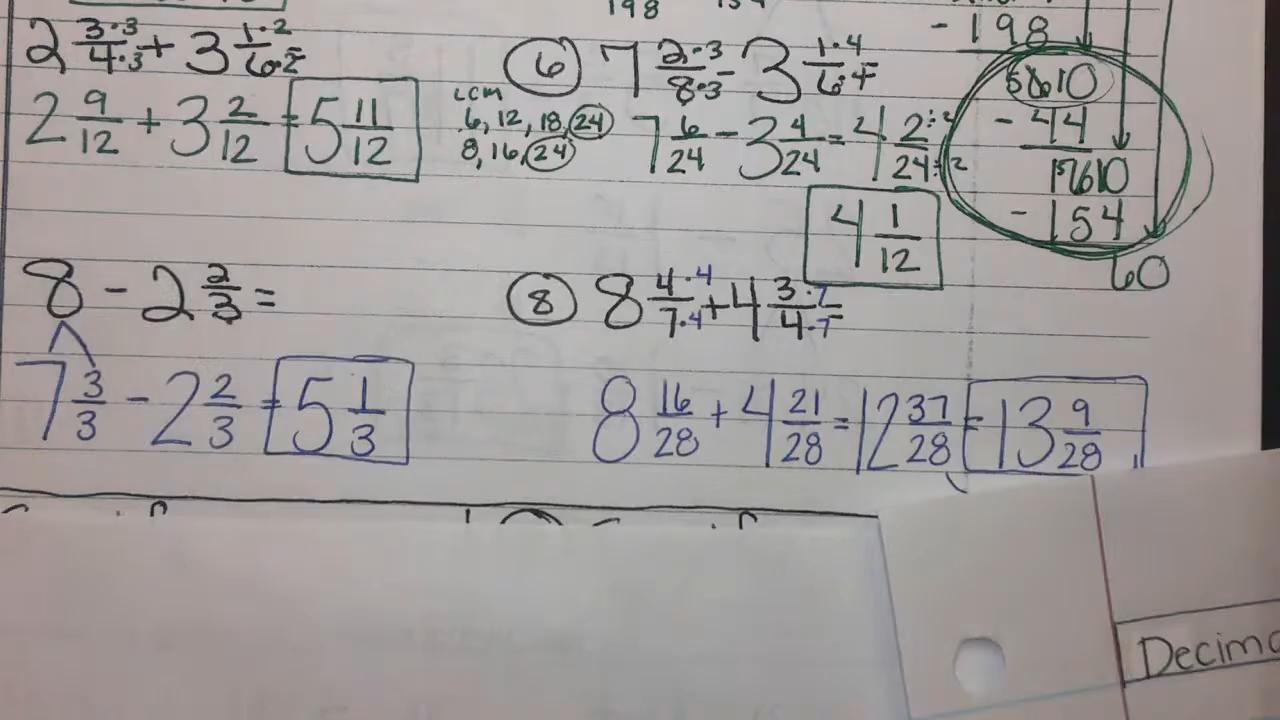 2 3·3/4·3 + 3 1·2/6·2 =
2 9/12 + 3 2/12 = 5 11/12
6 7 2·3/8·3 - 3 1·4/6·4 =
LCM
6, 12, 18, 24
8, 16, 24
7 6/24 - 3 4/24 = 4 2÷2/24÷2
4 1/12
198
- 198
- 44
- 154
60
8 - 2 2/3 =
7 3/3 - 2 2/3 = 5 1/3
8 8 4·4/7·4 + 4 3·7/4·7 =
8 16/28 + 4 21/28 = 12 37/28 = 13 9/28